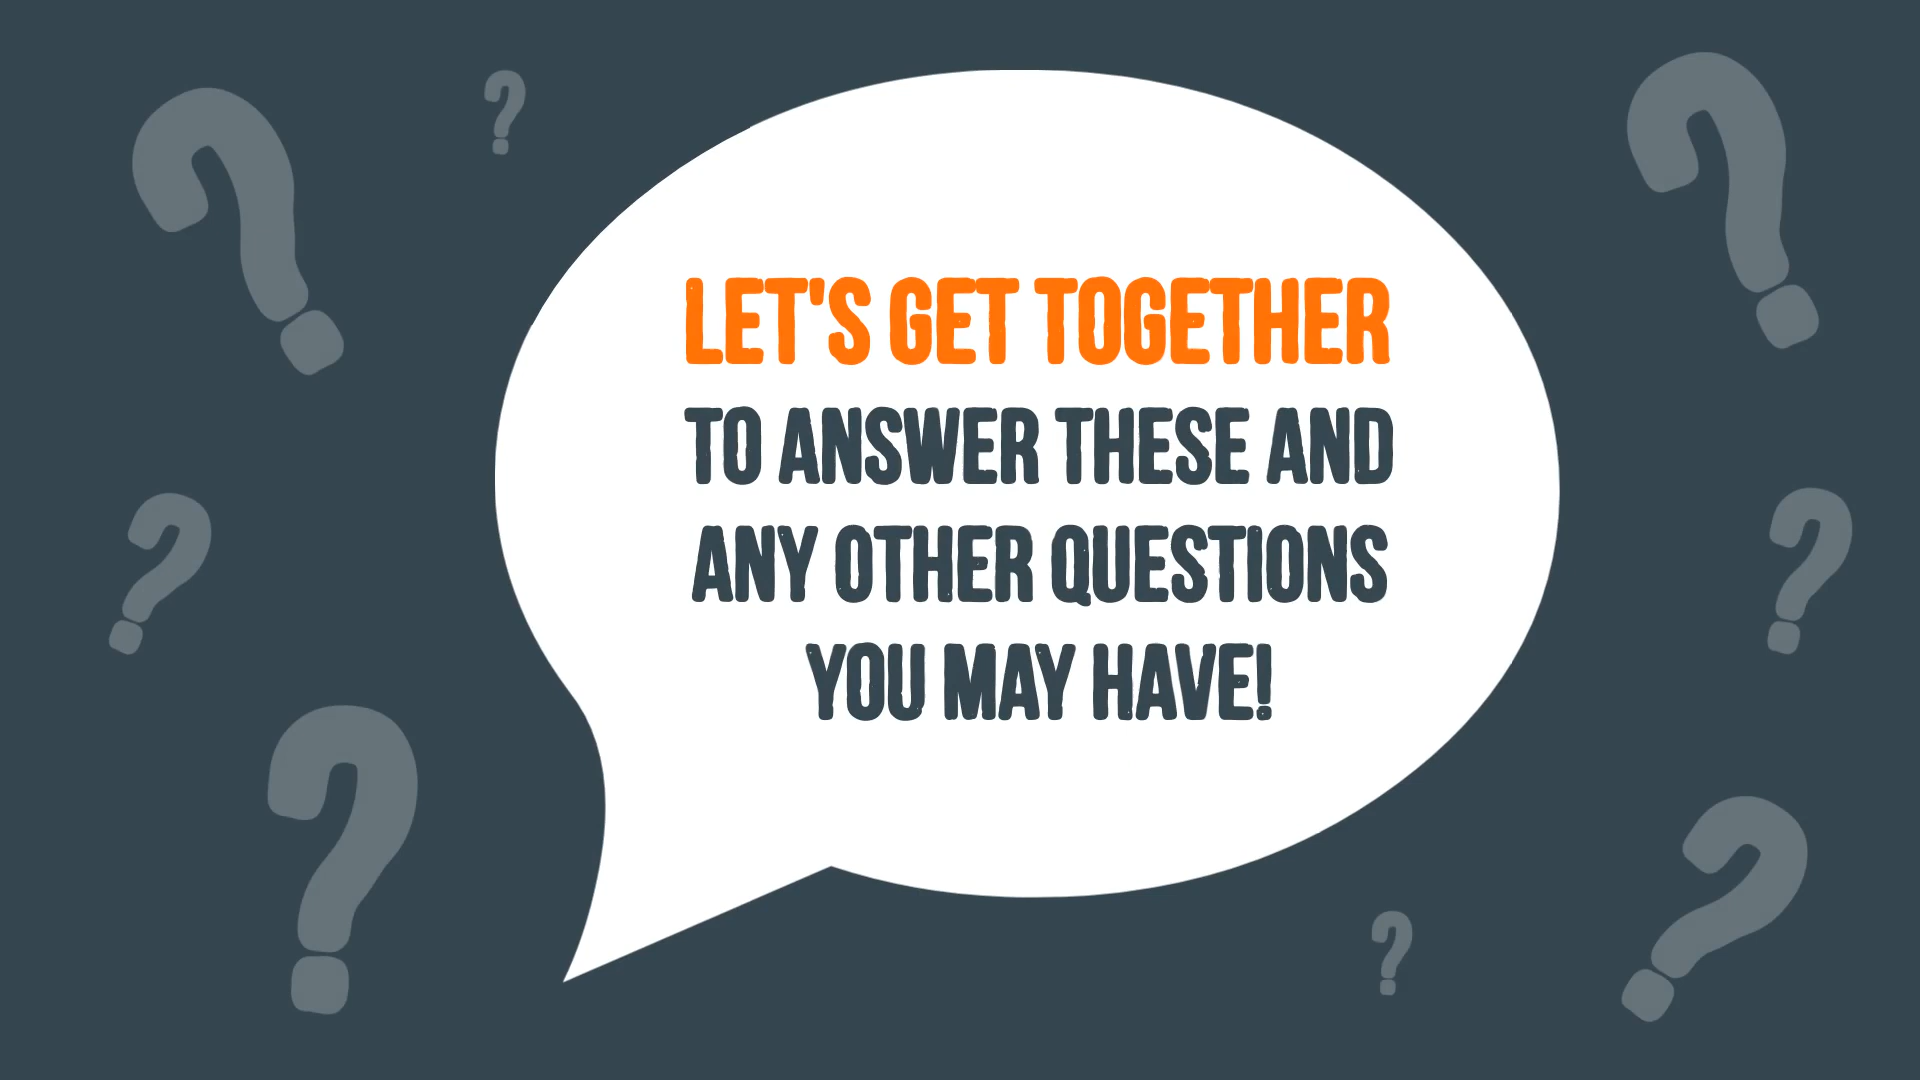 LET'S GET TOGETHER
TO ANSWER THESE AND
ANY OTHER QUESTIONS
YOU MAY HAVE!